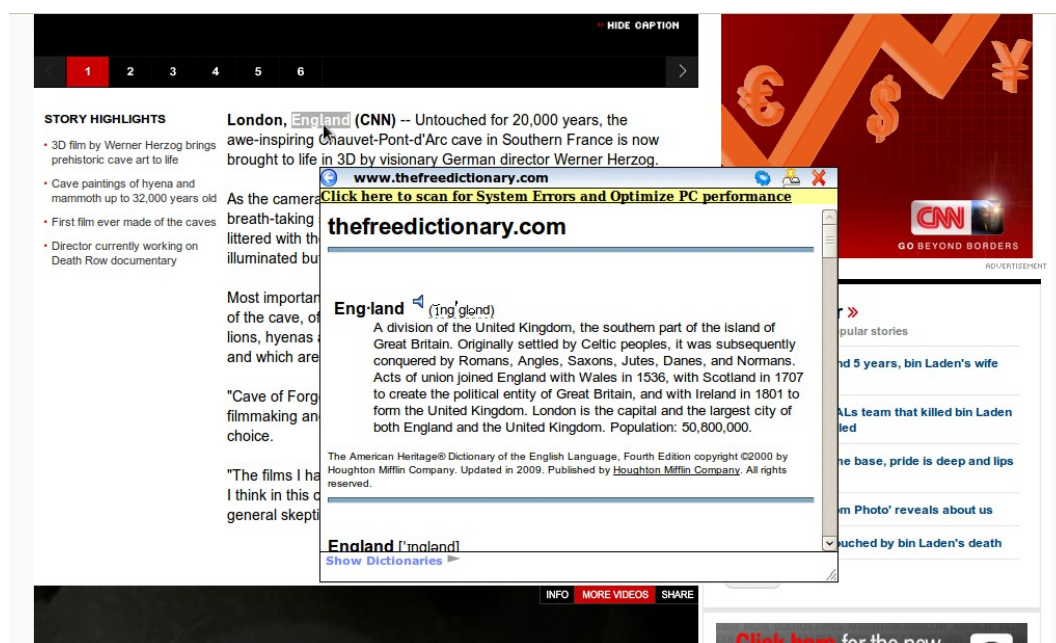 » HIDE CAPTION
1 2 3 4 5 6
STORY HIGHLIGHTS
• 3D film by Werner Herzog brings
prehistoric cave art to life
• Cave paintings of hyena and
mammoth up to 32,000 years old
• First film ever made of the caves
• Director currently working on
Death Row documentary
London, England (CNN) -- Untouched for 20,000 years, the
awe-inspiring Chauvet-Pont-d'Arc cave in Southern France is now
brought to life in 3D by visionary German director Werner Herzog.
As the camera
breath-taking
littered with
illuminated
Most
of the cave,
lions, hyenas
and which are
"Cave of
filmmaking
choice.
"The films I
I think in this
general
www.thefreedictionary.com
Click here to scan for System Errors and Optimize PC performance
thefreedictionary.com
Eng·land (ĭng′glənd)
A division of the United Kingdom, the southern part of the island of
Great Britain. Originally settled by Celtic peoples, it was subsequently
conquered by Romans, Angles, Saxons, Jutes, Danes, and Normans.
Acts of union joined England with Wales in 1536, with Scotland in 1707
to create the political entity of Great Britain, and with Ireland in 1801 to
form the United Kingdom. London is the capital and the largest city of
both England and the United Kingdom. Population: 50,800,000.
The American Heritage® Dictionary of the English Language, Fourth Edition copyright ©2000 by
Houghton Mifflin Company. Updated in 2009. Published by Houghton Mifflin Company. All rights
reserved.
England ['ɪŋglənd]
Show Dictionaries
INFO MORE VIDEOS SHARE
€ $ ¥ $
CNN
GO BEYOND BORDERS
ADVERTISEMENT
»
stories
5 years, bin Laden's wife
team that killed bin Laden
base, pride is deep and lips
Photo' reveals about us
by bin Laden's death
Click here for the new